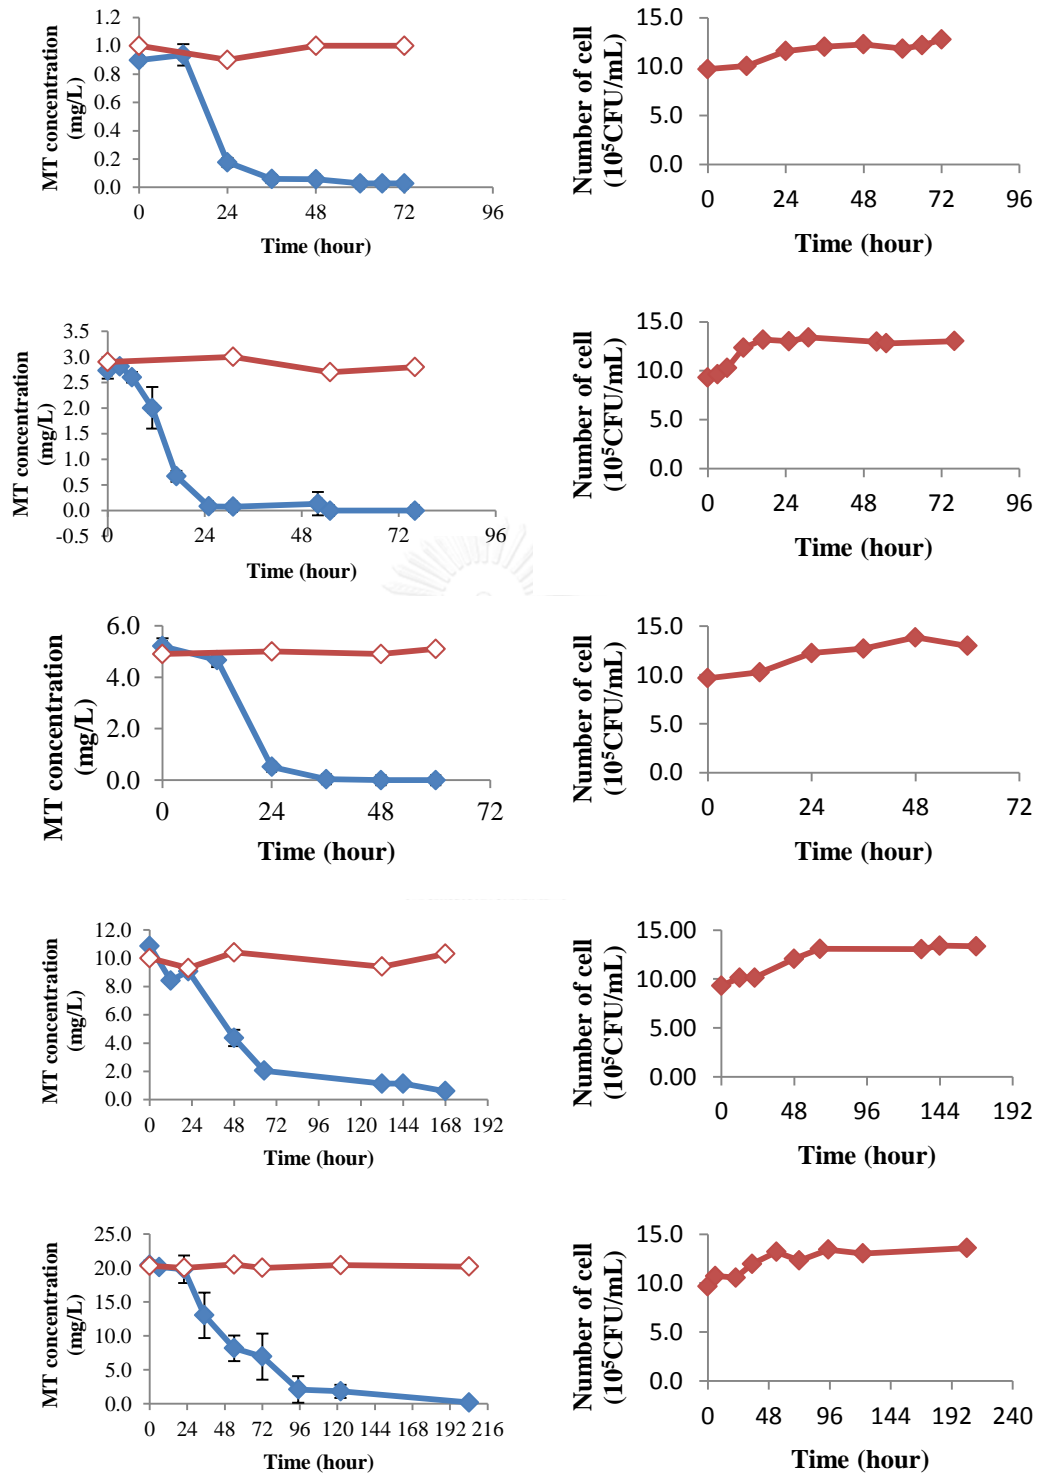 MT concentration
(mg/L)
1.2
1.0
0.8
0.6
0.4
0.2
0.0
0 24 48 72 96
Time (hour)
Number of cell
(10⁵CFU/mL)
15.0
10.0
5.0
0.0
0 24 48 72 96
Time (hour)
MT concentration
(mg/L)
3.5
3.0
2.5
2.0
1.5
1.0
0.5
0.0
-0.5
0 24 48 72 96
Time (hour)
Number of cell
(10⁵CFU/mL)
15.0
10.0
5.0
0.0
0 24 48 72 96
Time (hour)
MT concentration
(mg/L)
6.0
4.0
2.0
0.0
0 24 48 72
Time (hour)
Number of cell
(10⁵CFU/mL)
15.0
10.0
5.0
0.0
0 24 48 72
Time (hour)
MT concentration
(mg/L)
12.0
10.0
8.0
6.0
4.0
2.0
0.0
0 24 48 72 96 120 144 168 192
Time (hour)
Number of cell
(10⁵CFU/mL)
15.00
10.00
5.00
0.00
0 48 96 144 192
Time (hour)
MT concentration
(mg/L)
25.0
20.0
15.0
10.0
5.0
0.0
0 24 48 72 96 120 144 168 192 216
Time (hour)
Number of cell
(10⁵CFU/mL)
15.0
10.0
5.0
0.0
0 48 96 144 192 240
Time (hour)